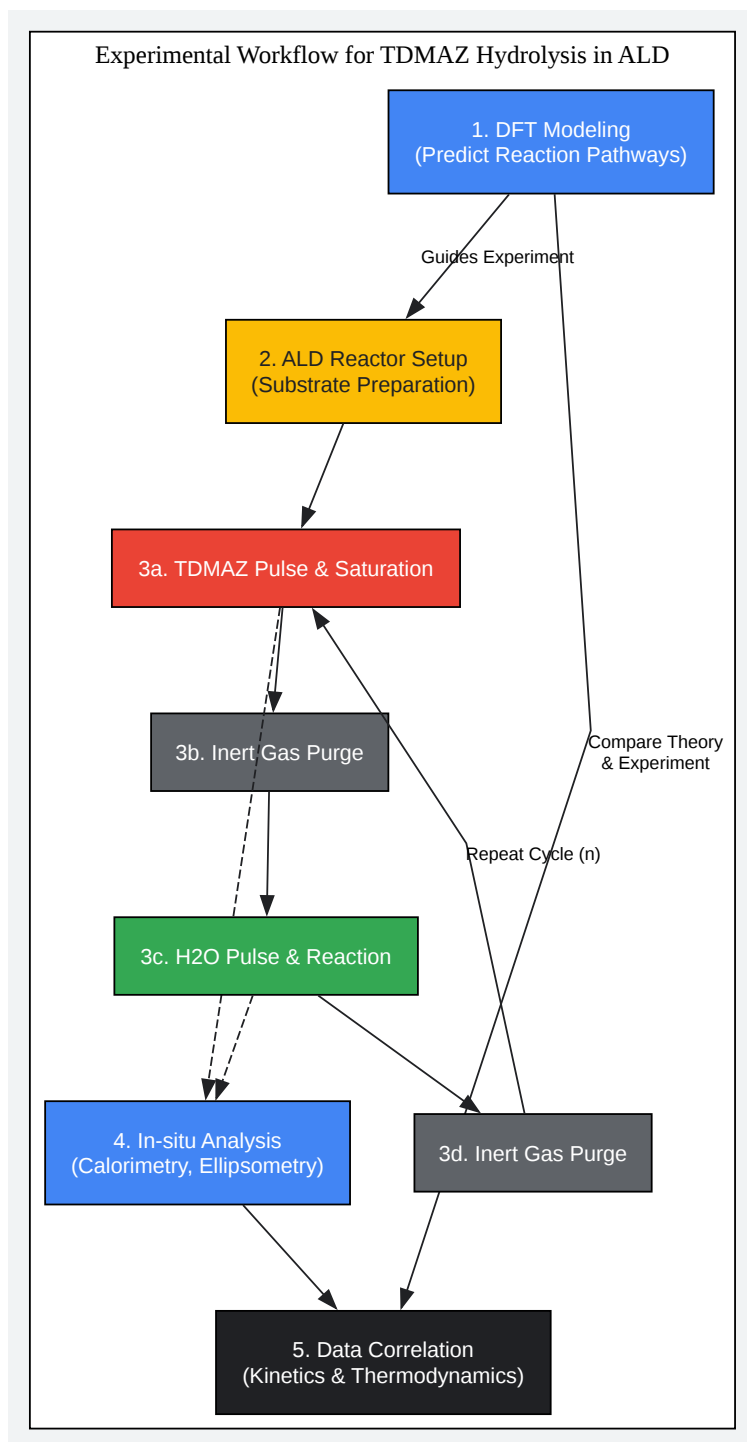 Experimental Workflow for TDMAZ Hydrolysis in ALD
1. DFT Modeling
(Predict Reaction Pathways)
Guides Experiment
2. ALD Reactor Setup
(Substrate Preparation)
3a. TDMAZ Pulse & Saturation
3b. Inert Gas Purge
Compare Theory
& Experiment
Repeat Cycle (n)
3c. H2O Pulse & Reaction
4. In-situ Analysis
(Calorimetry, Ellipsometry)
3d. Inert Gas Purge
5. Data Correlation
(Kinetics & Thermodynamics)